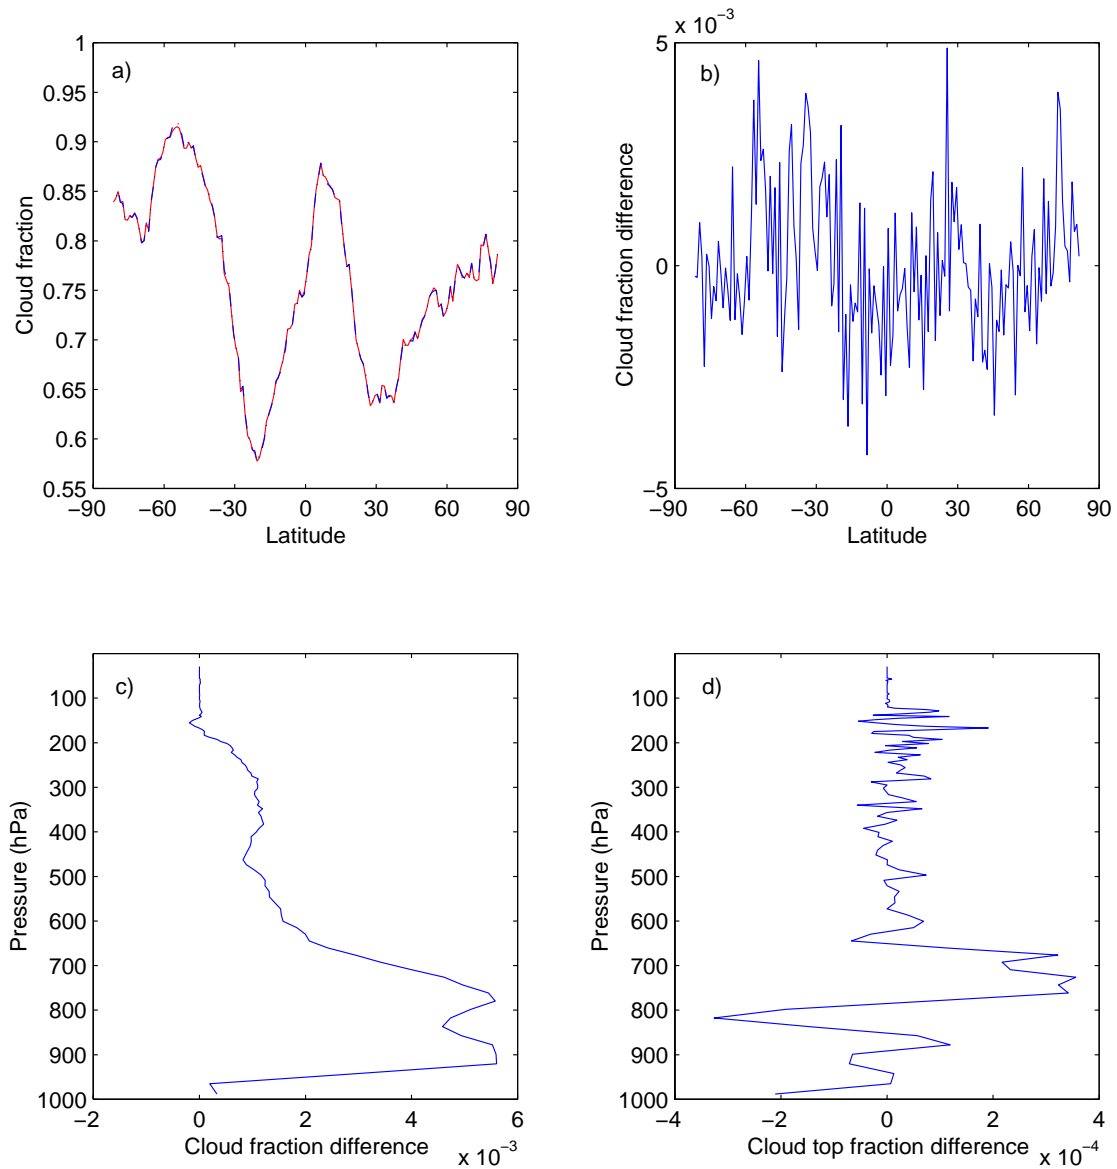 a)
1
0.95
0.9
0.85
0.8
0.75
0.7
0.65
0.6
0.55
Cloud fraction
−90 −60 −30 0 30 60 90
Latitude
b)
x 10−3
5
0
−5
Cloud fraction difference
−90 −60 −30 0 30 60 90
Latitude
c)
100
200
300
400
500
600
700
800
900
1000
Pressure (hPa)
−2 0 2 4 6
Cloud fraction difference
x 10−3
d)
100
200
300
400
500
600
700
800
900
1000
Pressure (hPa)
−4 −2 0 2 4
Cloud top fraction difference
x 10−4